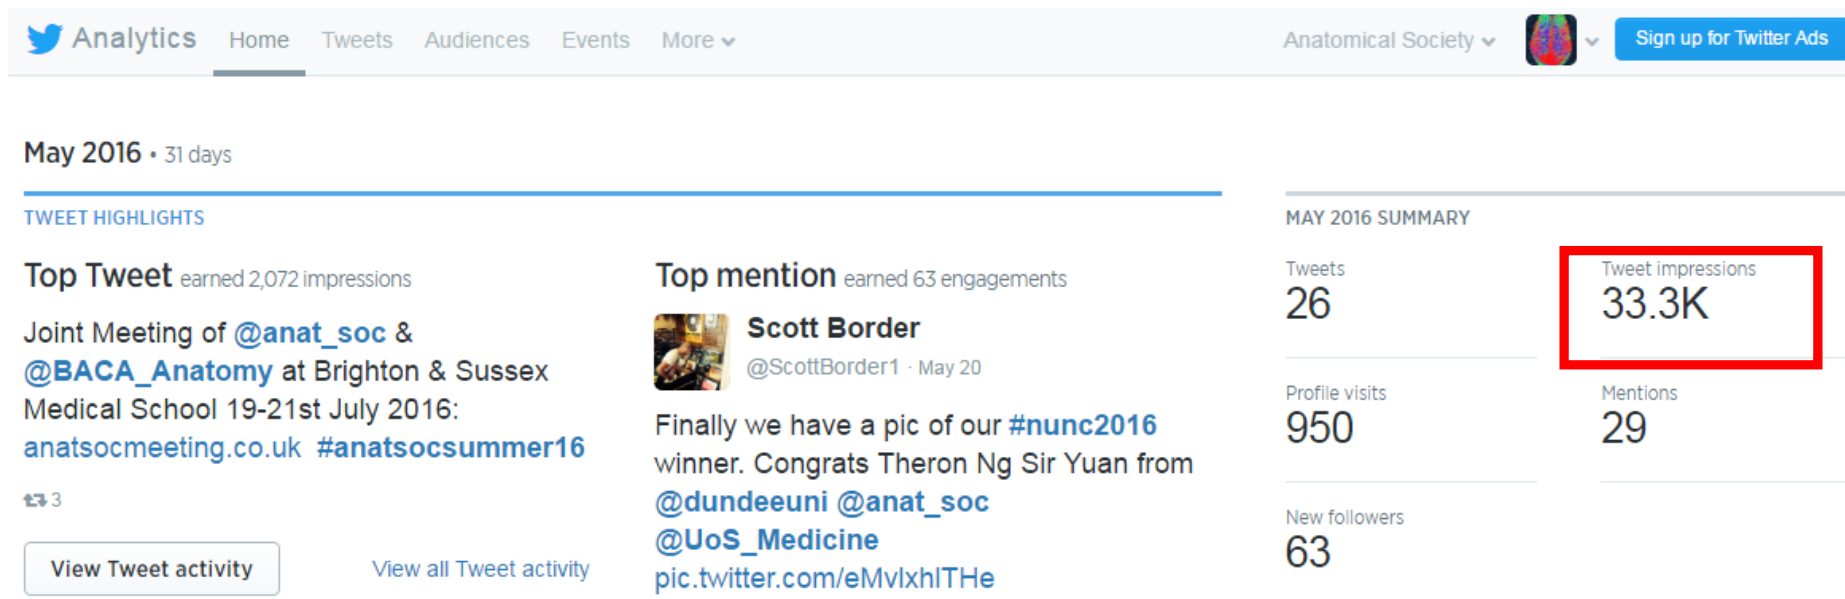 Analytics Home Tweets Audiences Events More Anatomical Society Sign up for Twitter Ads
May 2016 • 31 days
TWEET HIGHLIGHTS
Top Tweet earned 2,072 impressions
Joint Meeting of @anat_soc &
@BACA_Anatomy at Brighton & Sussex
Medical School 19-21st July 2016:
anatsocmeeting.co.uk #anatsocsummer16
3
View Tweet activity
View all Tweet activity
Top mention earned 63 engagements
Scott Border
@ScottBorder1 · May 20
Finally we have a pic of our #nunc2016
winner. Congrats Theron Ng Sir Yuan from
@dundeeuni @anat_soc
@UoS_Medicine
pic.twitter.com/eMvlxhlTHe
MAY 2016 SUMMARY
Tweets
26
Tweet impressions
33.3K
Profile visits
950
Mentions
29
New followers
63